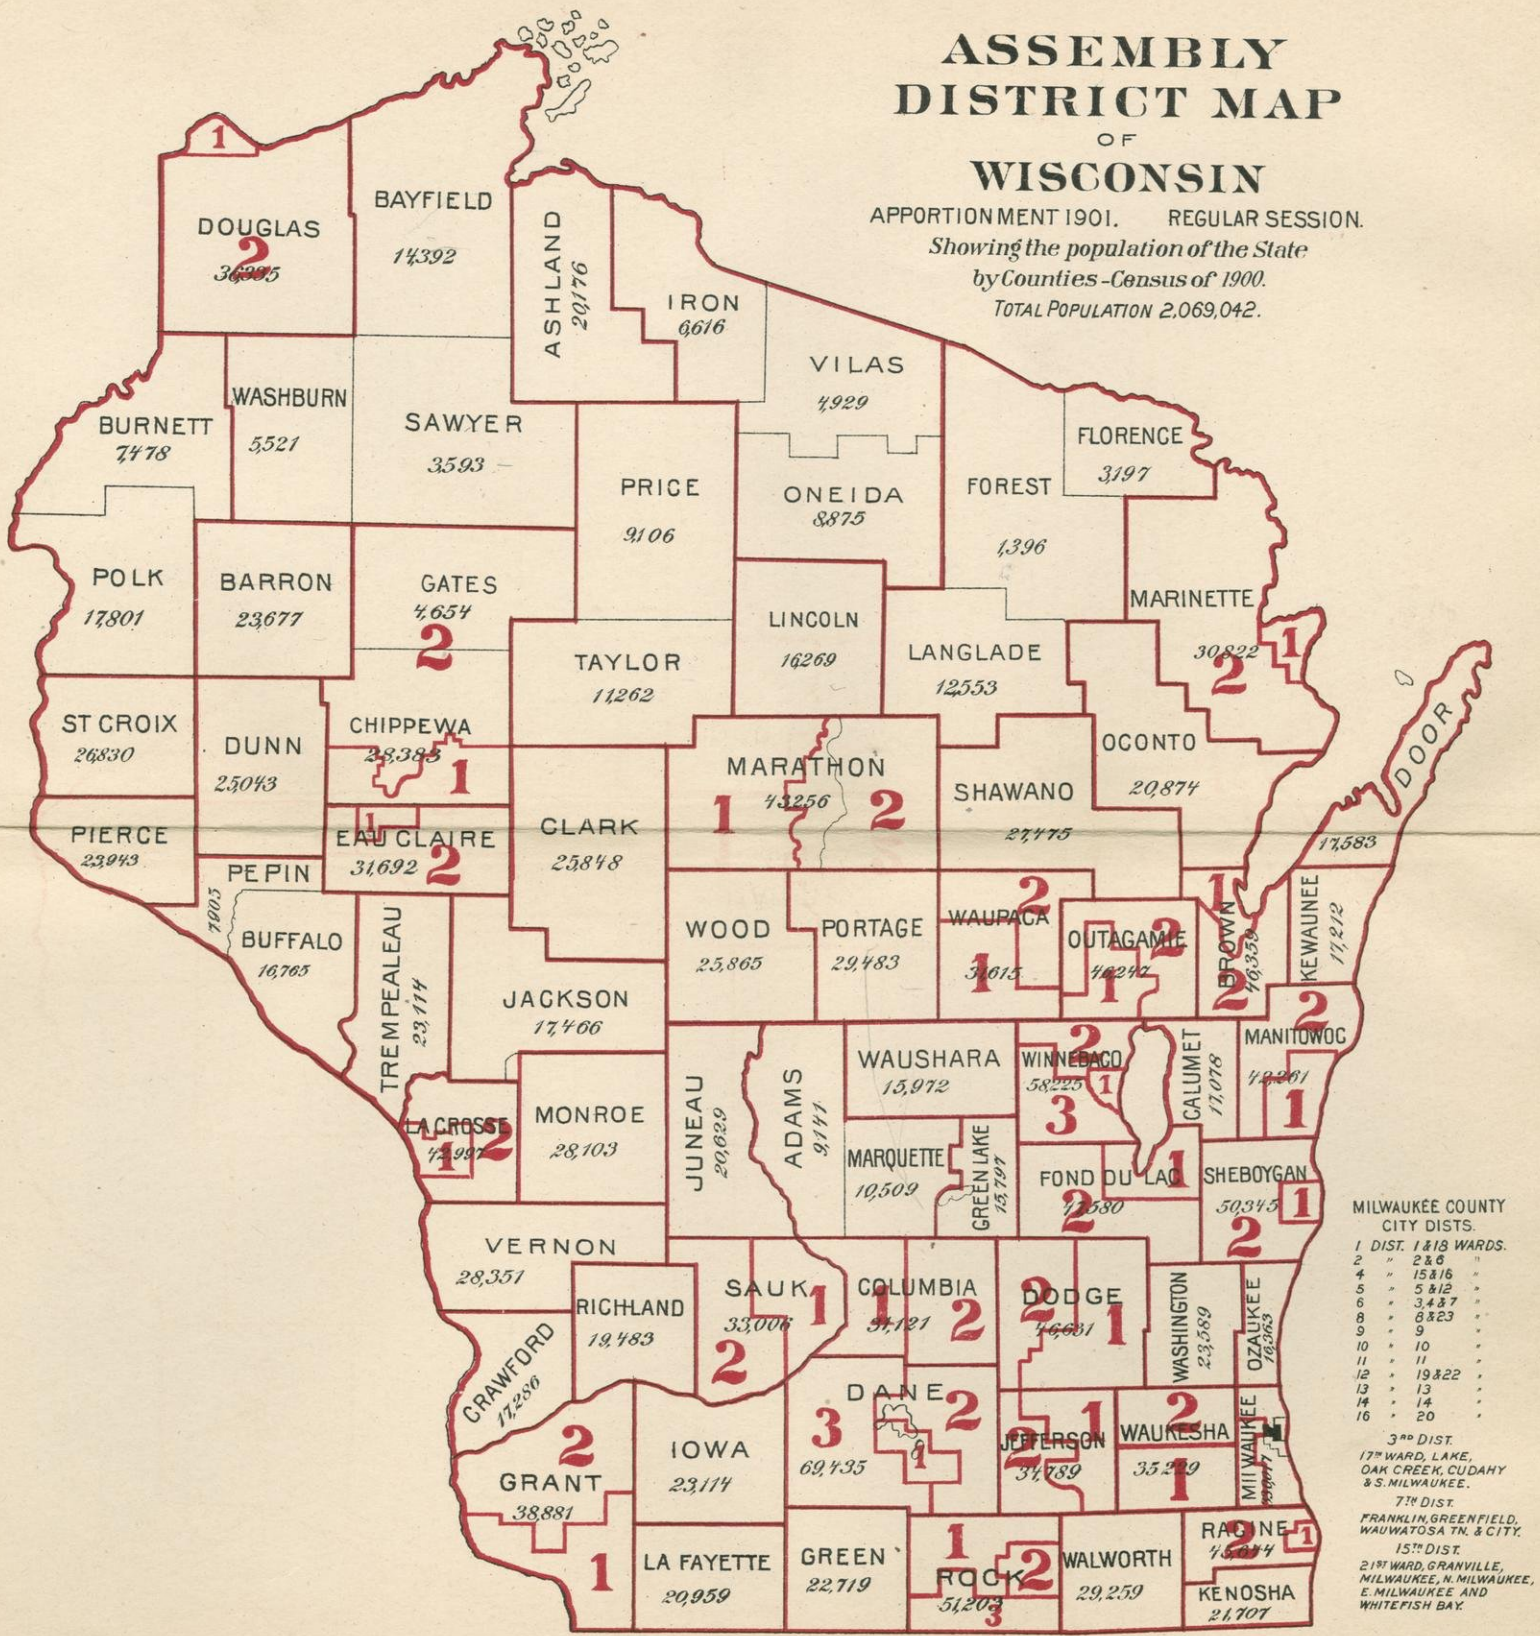 ASSEMBLY
DISTRICT MAP
OF
WISCONSIN
APPORTIONMENT 1901. REGULAR SESSION.
Showing the population of the State
by Counties - Census of 1900.
TOTAL POPULATION 2,069,042.
1
DOUGLAS
2
BAYFIELD
14,392
ASHLAND
20,176
IRON
6,616
VILAS
4,929
BURNETT
7,478
WASHBURN
5,521
SAWYER
3,593
PRICE
9,106
ONEIDA
8,875
FOREST
1,396
FLORENCE
3,197
POLK
17,801
BARRON
23,677
GATES
4,654
2
TAYLOR
11,262
LINCOLN
16,269
LANGLADE
12,553
MARINETTE
30,822
1
2
ST CROIX
26,830
DUNN
25,043
CHIPPEWA
1
MARATHON
43,256
1
2
SHAWANO
27,475
OCONTO
20,874
DOOR
17,583
PIERCE
23,943
EAU CLAIRE
31,692
1
2
CLARK
25,848
PEPIN
7,905
BUFFALO
16,765
TREMPEALEAU
23,114
JACKSON
17,466
WOOD
25,865
PORTAGE
29,483
WAUPACA
31,615
2
1
OUTAGAMIE
46,247
2
1
BROWN
46,359
1
2
KEWAUNEE
17,212
LA CROSSE
42,997
1
2
MONROE
28,103
JUNEAU
20,629
ADAMS
9,141
WAUSHARA
15,972
WINNEBAGO
58,225
2
1
3
CALUMET
17,078
MANITOWOC
42,261
2
1
MARQUETTE
10,509
GREEN LAKE
15,797
FOND DU LAC
1
2
SHEBOYGAN
50,345
1
2
VERNON
28,351
RICHLAND
19,483
SAUK
33,006
1
2
COLUMBIA
31,121
1
2
DODGE
46,631
2
1
WASHINGTON
23,589
OZAUKEE
16,363
CRAWFORD
17,286
GRANT
38,881
2
1
IOWA
23,114
DANE
69,435
3
2
1
JEFFERSON
34,789
1
2
WAUKESHA
35,229
2
1
MILWAUKEE
LA FAYETTE
20,959
GREEN
22,719
ROCK
51,203
1
2
3
WALWORTH
29,259
RACINE
2
1
KENOSHA
21,707
MILWAUKEE COUNTY
CITY DISTS.
1 DIST. 1 & 18 WARDS.
2 " 2 & 6 "
4 " 15 & 16 "
5 " 5 & 12 "
6 " 3, 4 & 7 "
8 " 8 & 23 "
9 " 9 "
10 " 10 "
11 " 11 "
12 " 19 & 22 "
13 " 13 "
14 " 14 "
16 " 20 "
3RD DIST.
17TH WARD, LAKE,
OAK CREEK, CUDAHY
& S. MILWAUKEE.
7TH DIST.
FRANKLIN, GREENFIELD,
WAUWATOSA TN. & CITY.
15TH DIST.
21ST WARD, GRANVILLE,
MILWAUKEE, N. MILWAUKEE,
E. MILWAUKEE AND
WHITEFISH BAY.